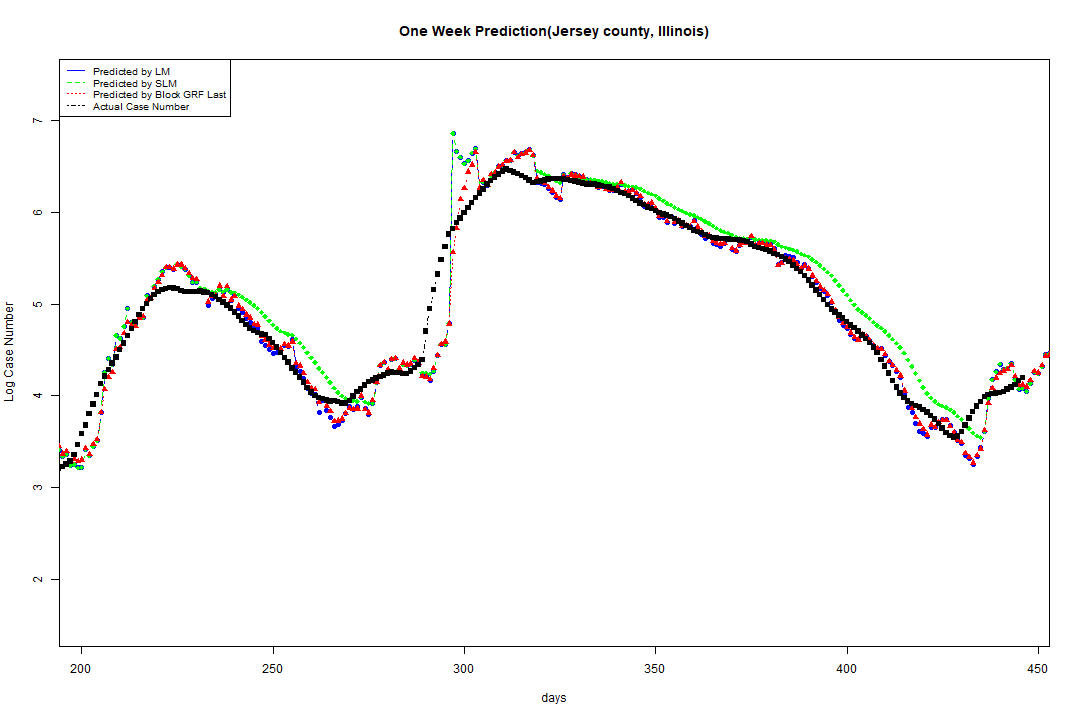 One Week Prediction(Jersey county, Illinois)
Predicted by LM
Predicted by SLM
Predicted by Block GRF Last
Actual Case Number
7
6
5
4
3
2
Log Case Number
200 250 300 350 400 450
days